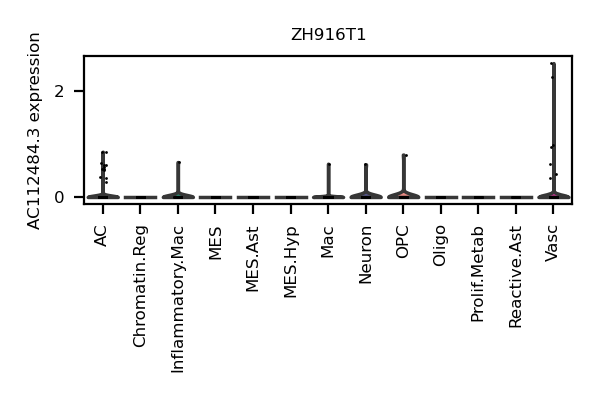 ZH916T1
AC112484.3 expression
2
0
AC
Chromatin.Reg
Inflammatory.Mac
MES
MES.Ast
MES.Hyp
Mac
Neuron
OPC
Oligo
Prolif.Metab
Reactive.Ast
Vasc